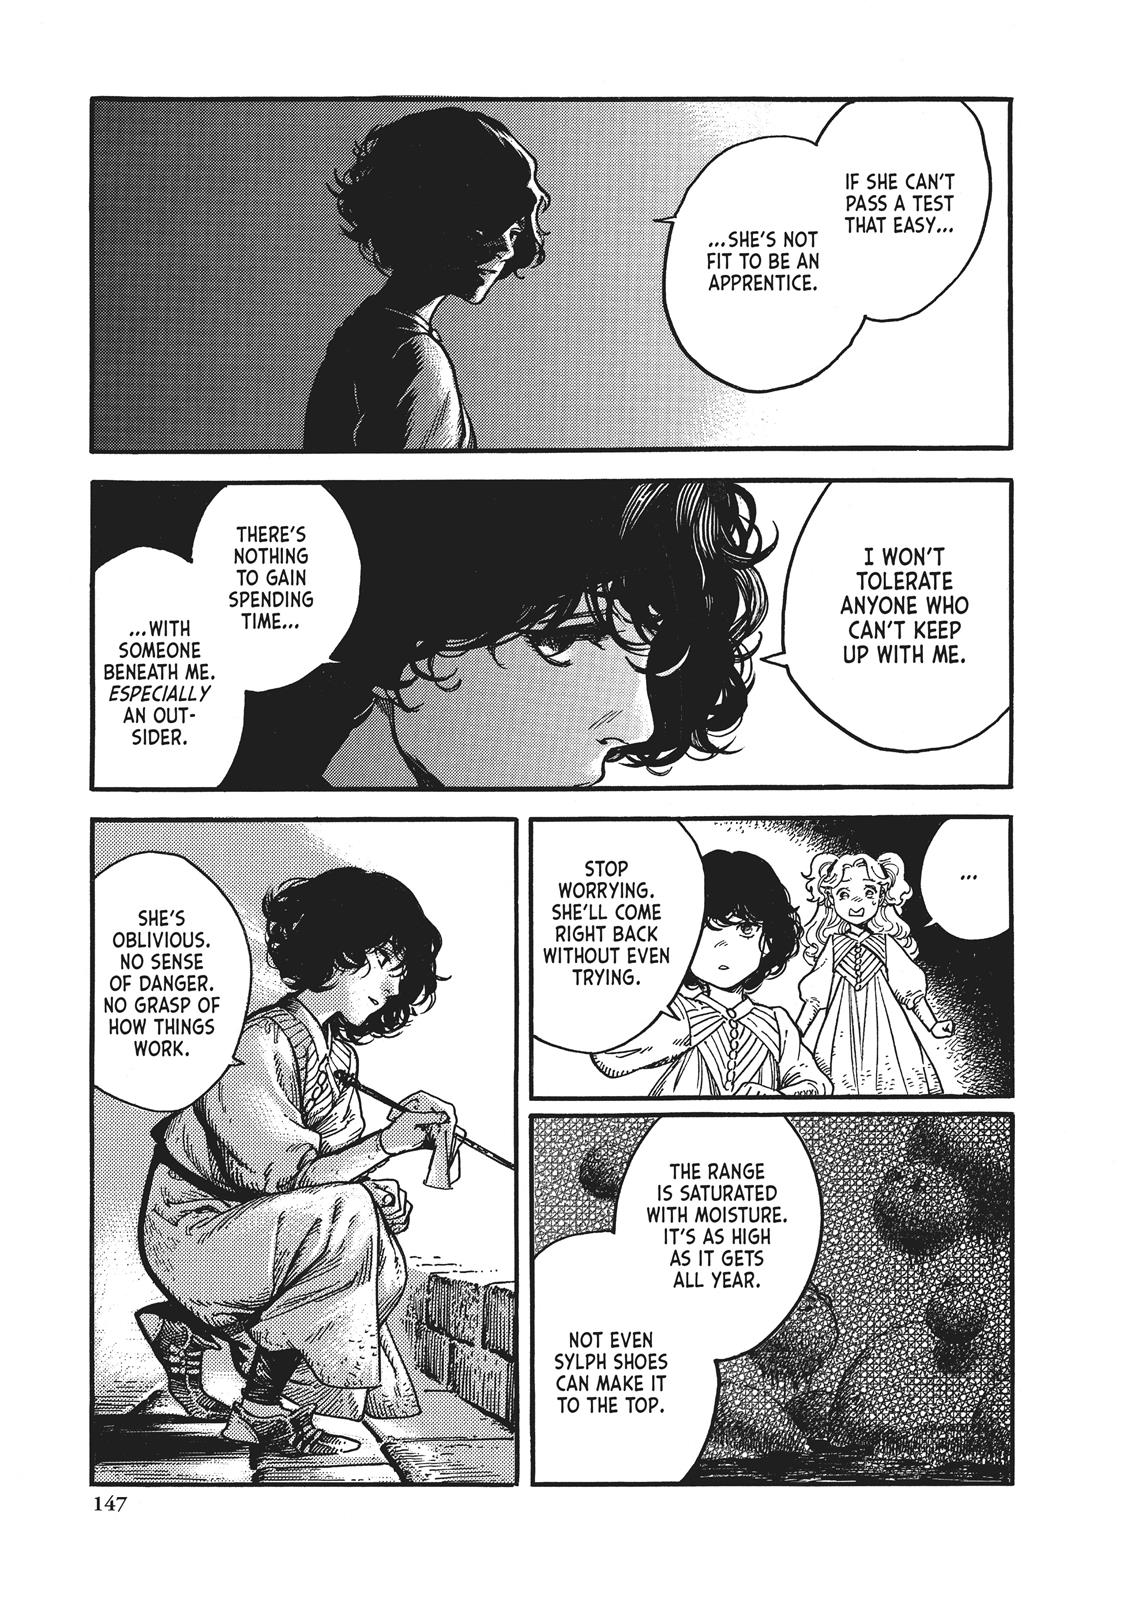 IF SHE CAN'T
PASS A TEST
THAT EASY...
...SHE'S NOT
FIT TO BE AN
APPRENTICE.
I WON'T
TOLERATE
ANYONE WHO
CAN'T KEEP
UP WITH ME.
THERE'S
NOTHING
TO GAIN
SPENDING
TIME...
...WITH
SOMEONE
BENEATH ME.
ESPECIALLY
AN OUT-
SIDER.
...
STOP
WORRYING.
SHE'LL COME
RIGHT BACK
WITHOUT EVEN
TRYING.
SHE'S
OBLIVIOUS.
NO SENSE
OF DANGER.
NO GRASP OF
HOW THINGS
WORK.
THE RANGE
IS SATURATED
WITH MOISTURE.
IT'S AS HIGH
AS IT GETS
ALL YEAR.
NOT EVEN
SYLPH SHOES
CAN MAKE IT
TO THE TOP.
147